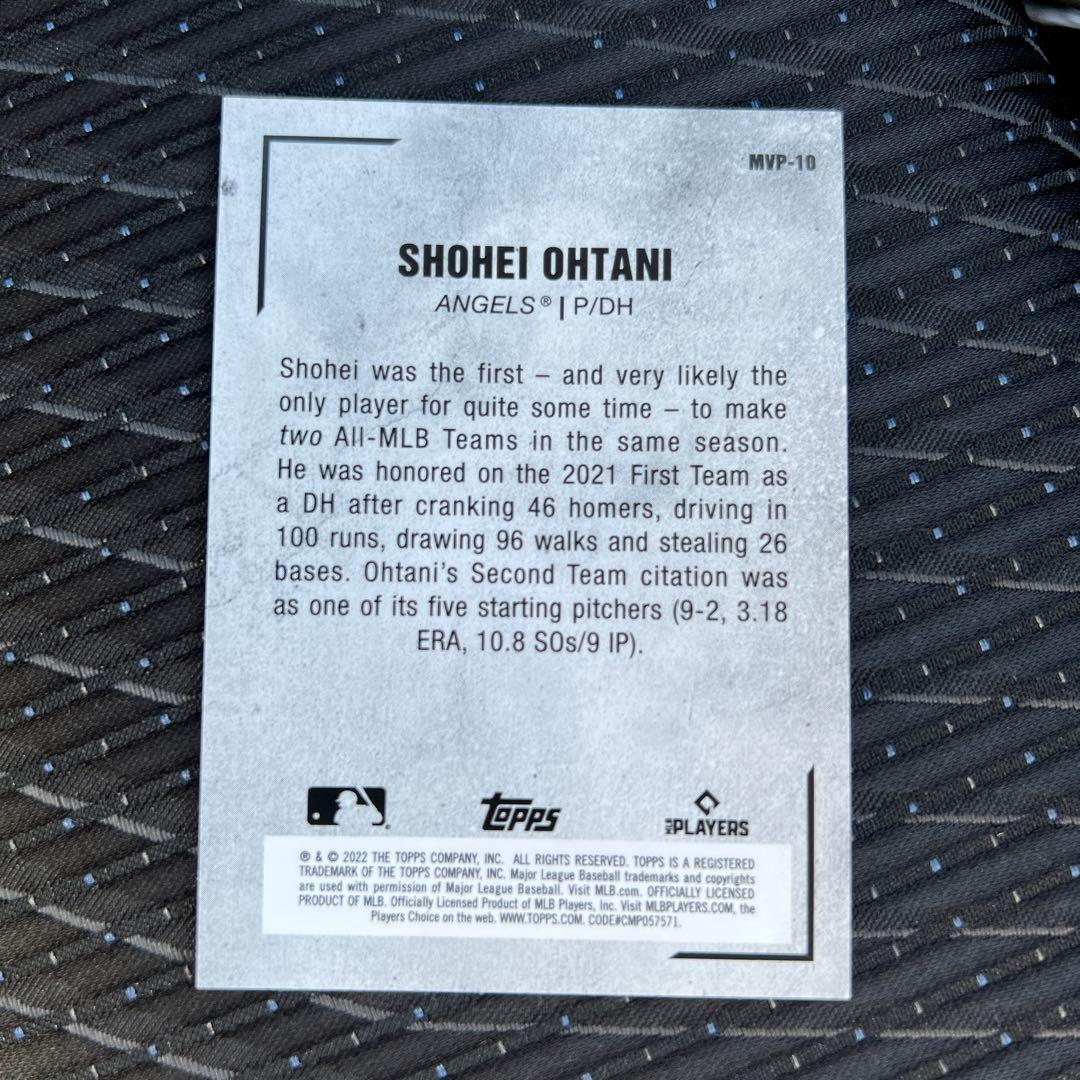 MVP-10
SHOHEI OHTANI
ANGELS® | P/DH
Shohei was the first – and very likely the
only player for quite some time – to make
two All-MLB Teams in the same season.
He was honored on the 2021 First Team as
a DH after cranking 46 homers, driving in
100 runs, drawing 96 walks and stealing 26
bases. Ohtani's Second Team citation was
as one of its five starting pitchers (9-2, 3.18
ERA, 10.8 SOs/9 IP).
TOPPS
MLB PLAYERS
® & © 2022 THE TOPPS COMPANY, INC. ALL RIGHTS RESERVED. TOPPS IS A REGISTERED
TRADEMARK OF THE TOPPS COMPANY, INC. Major League Baseball trademarks and copyrights
are used with permission of Major League Baseball. Visit MLB.com. OFFICIALLY LICENSED
PRODUCT OF MLB. Officially Licensed Product of MLB Players, Inc. Visit MLBPLAYERS.COM, the
Players Choice on the web. WWW.TOPPS.COM. CODE#CMP057571.